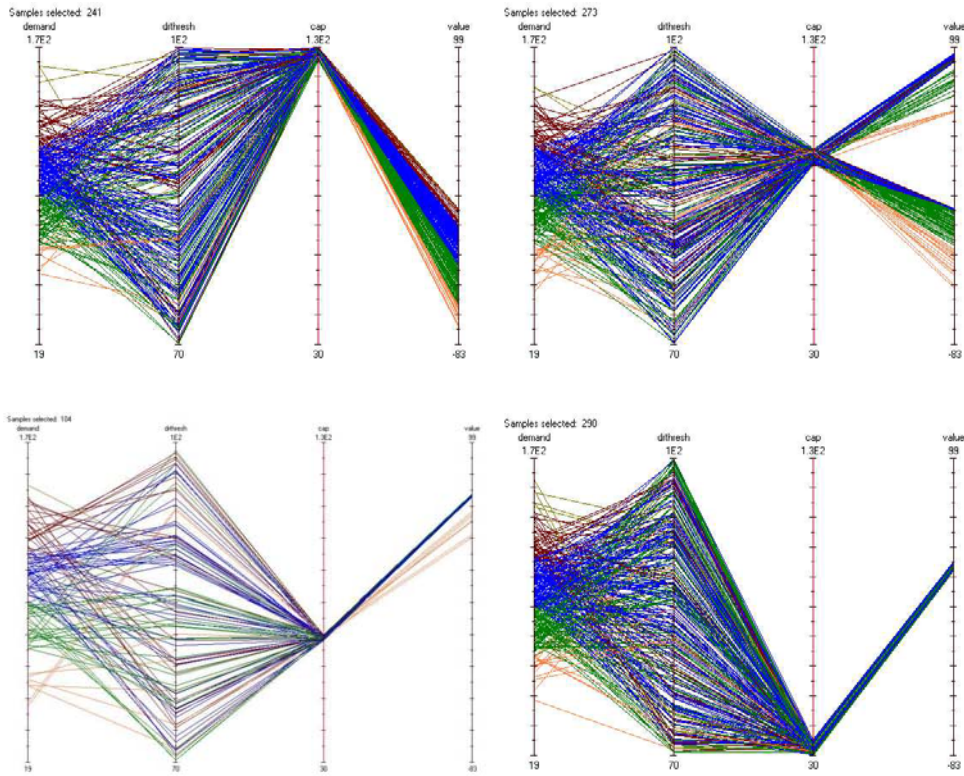 Samples selected: 241
demand dithresh cap value
1.7E2 1E2 1.3E2 99
19 70 30 -83
Samples selected: 273
demand dithresh cap value
1.7E2 1E2 1.3E2 99
19 70 30 -83
Samples selected: 104
demand dithresh cap value
1.7E2 1E2 1.3E2 99
19 70 30 -83
Samples selected: 290
demand dithresh cap value
1.7E2 1E2 1.3E2 99
19 70 30 -83